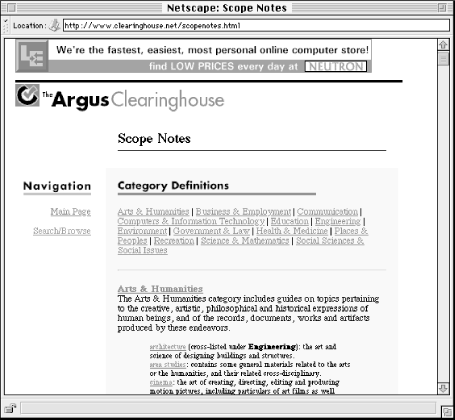 Netscape: Scope Notes
Location: http://www.clearinghouse.net/scopenotes.html
We're the fastest, easiest, most personal online computer store!
find LOW PRICES every day at NEUTRON
The Argus Clearinghouse
Scope Notes
Navigation
Main Page
Search/Browse
Category Definitions
Arts & Humanities | Business & Employment | Communication |
Computers & Information Technology | Education | Engineering |
Environment | Government & Law | Health & Medicine | Places &
Peoples | Recreation | Science & Mathematics | Social Sciences &
Social Issues
Arts & Humanities
The Arts & Humanities category includes guides on topics pertaining
to the creative, artistic, philosophical and historical expressions of
human beings, and of the records, documents, works and artifacts
produced by these endeavors.
architecture (cross-listed under Engineering): the art and
science of designing buildings and structures.
area studies: contains some general materials related to the arts
or the humanities, and their related cross-disciplinary.
cinema: the art of creating, directing, editing and producing
motion pictures, including particulars of art films as well